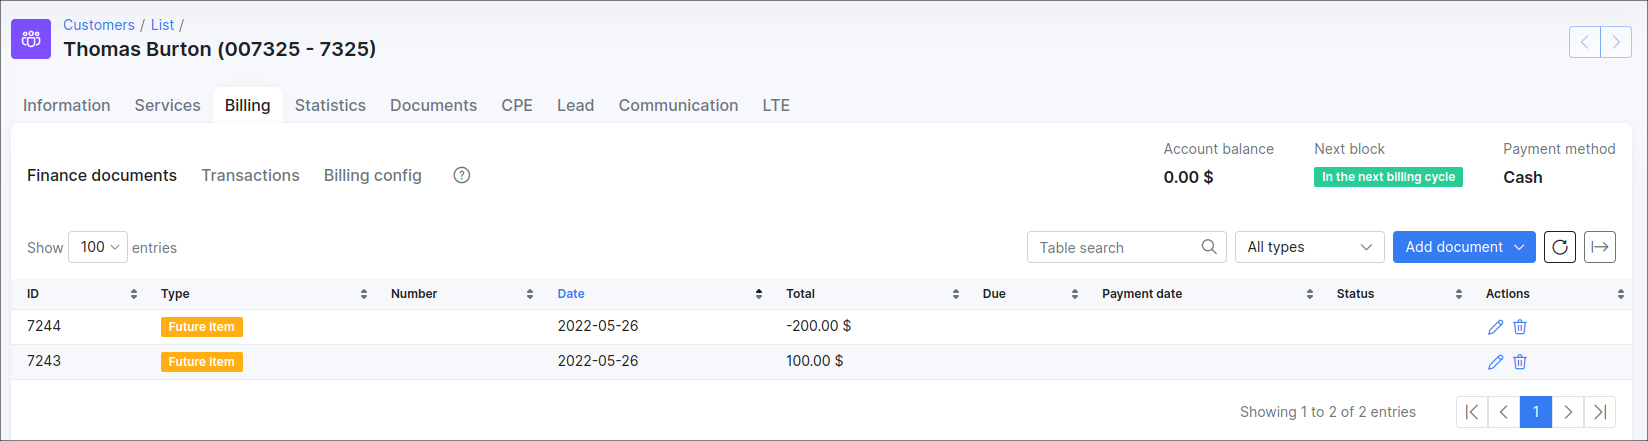 Customers / List /
Thomas Burton (007325 - 7325)
Information Services Billing Statistics Documents CPE Lead Communication LTE
Account balance Next block Payment method
Finance documents Transactions Billing config ?
0.00 $ In the next billing cycle Cash
Show 100 entries Table search All types Add document
ID Type Number Date Total Due Payment date Status Actions
7244 Future item 2022-05-26 -200.00 $
7243 Future item 2022-05-26 100.00 $
Showing 1 to 2 of 2 entries 1